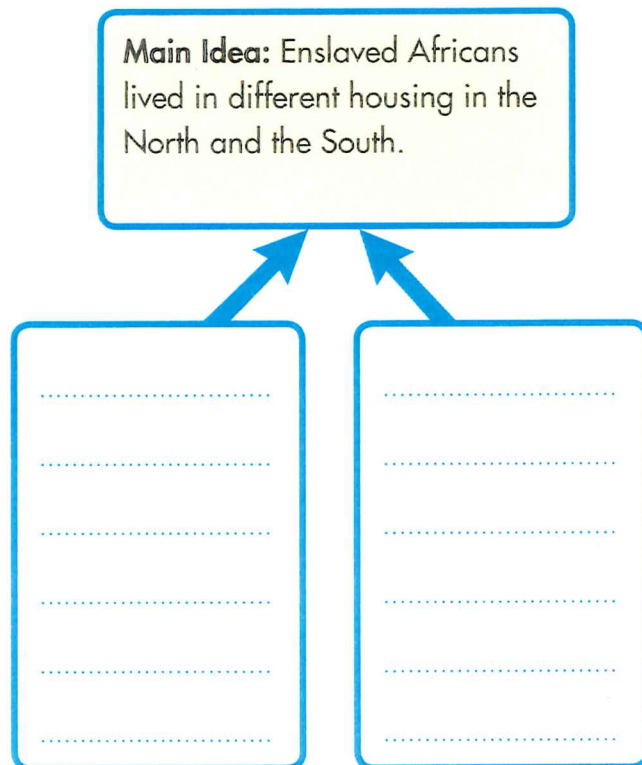 Main Idea: Enslaved Africans
lived in different housing in the
North and the South.